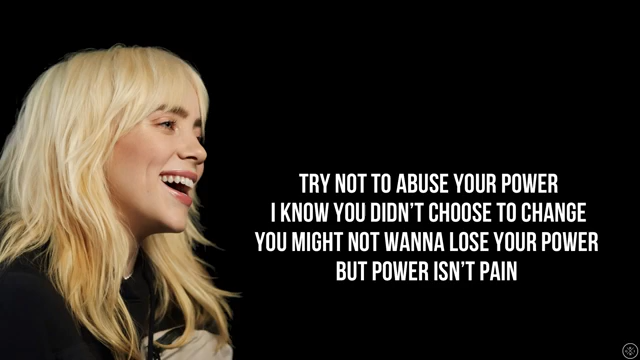 TRY NOT TO ABUSE YOUR POWER
I KNOW YOU DIDN'T CHOOSE TO CHANGE
YOU MIGHT NOT WANNA LOSE YOUR POWER
BUT POWER ISN'T PAIN